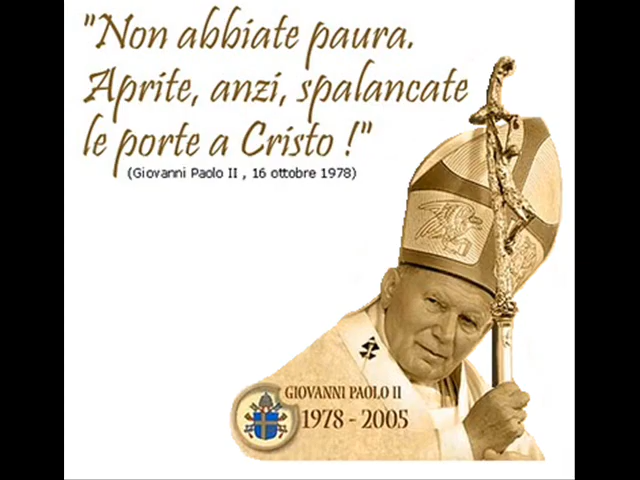 "Non abbiate paura.
Aprite, anzi, spalancate
le porte a Cristo !"
(Giovanni Paolo II , 16 ottobre 1978)
GIOVANNI PAOLO II
1978 - 2005